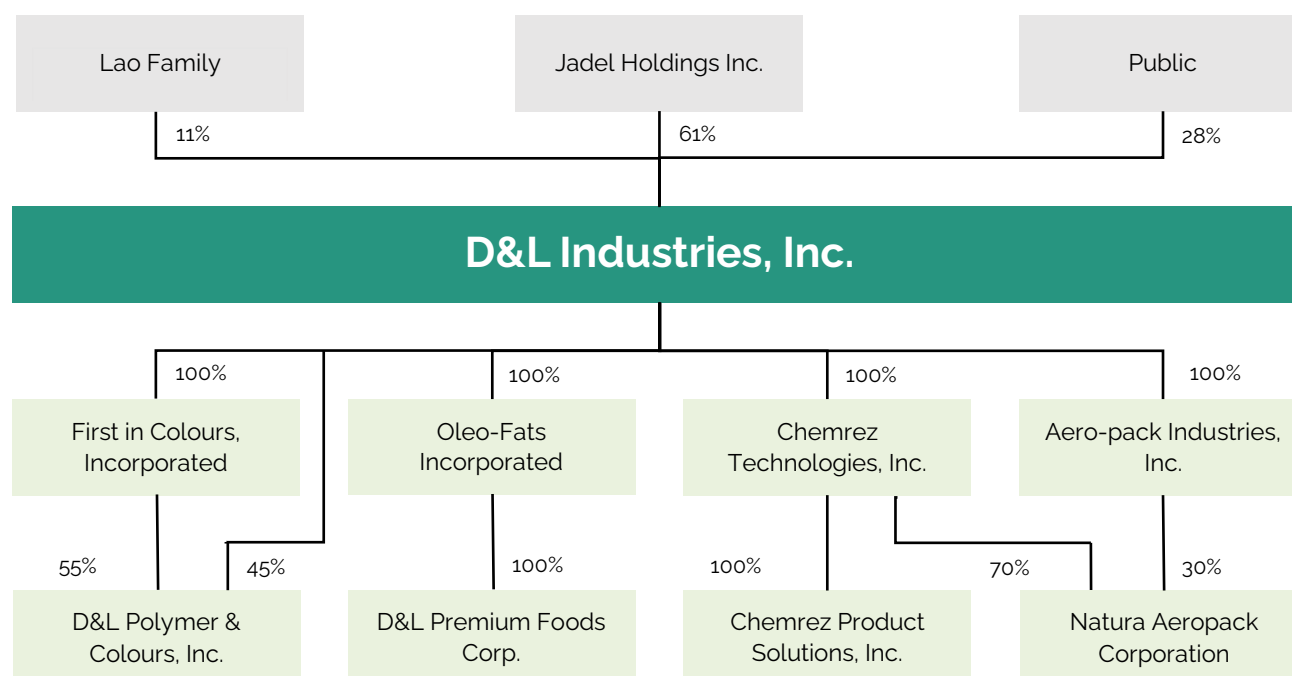 Lao Family
Jadel Holdings Inc.
Public
11%
61%
28%
D&L Industries, Inc.
100%
100%
100%
100%
First in Colours,
Incorporated
Oleo-Fats
Incorporated
Chemrez
Technologies, Inc.
Aero-pack Industries,
Inc.
55%
45%
100%
100%
70%
30%
D&L Polymer &
Colours, Inc.
D&L Premium Foods
Corp.
Chemrez Product
Solutions, Inc.
Natura Aeropack
Corporation